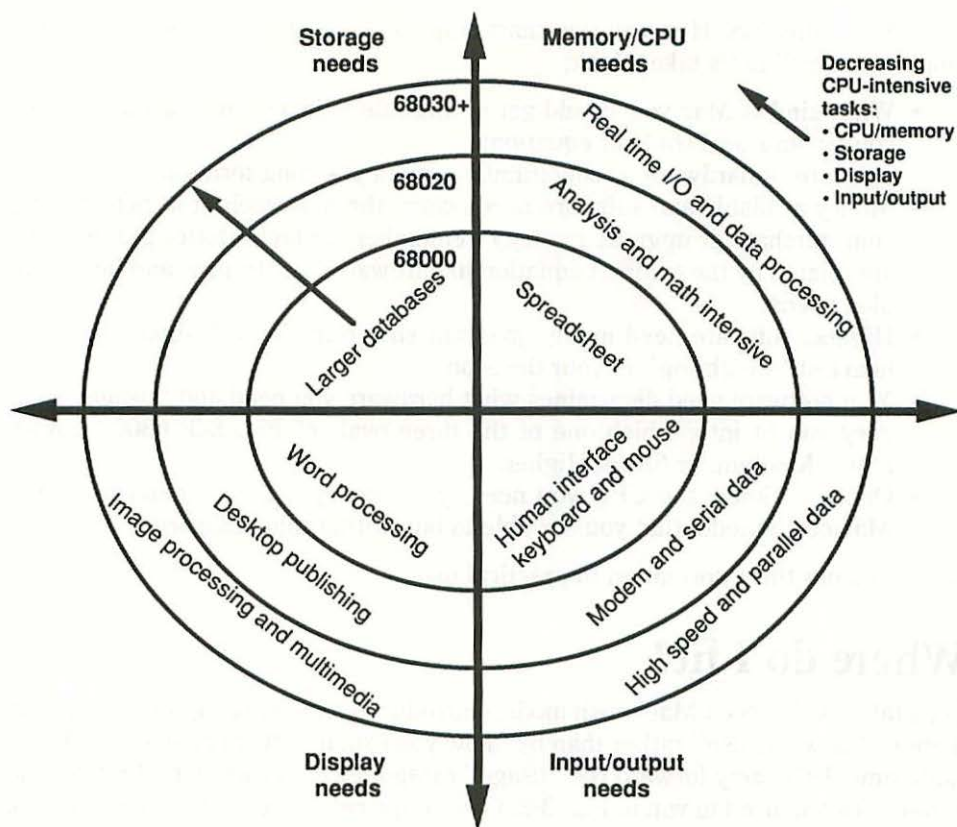 Storage needs
Memory/CPU needs
Decreasing
CPU-intensive
tasks:
• CPU/memory
• Storage
• Display
• Input/output
68030+
68020
68000
Real time I/O and data processing
Analysis and math intensive
Spreadsheet
Larger databases
Word processing
Desktop publishing
Image processing and multimedia
Human interface
keyboard and mouse
Modem and serial data
High speed and parallel data
Display
needs
Input/output
needs